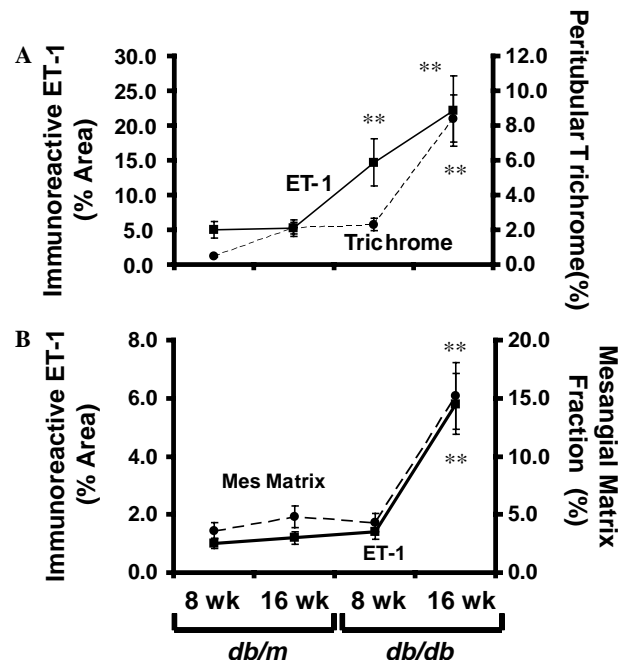 A
Immunoreactive ET-1
(% Area)
30.0
25.0
20.0
15.0
10.0
5.0
0.0
**
**
**
ET-1
Trichrome
12.0
10.0
8.0
6.0
4.0
2.0
0.0
Peritubular Trichrome(%)
B
Immunoreactive ET-1
(% Area)
8.0
6.0
4.0
2.0
0.0
**
**
Mes Matrix
ET-1
20.0
15.0
10.0
5.0
0.0
Mesangial Matrix
Fraction (%)
8 wk 16 wk 8 wk 16 wk
db/m db/db